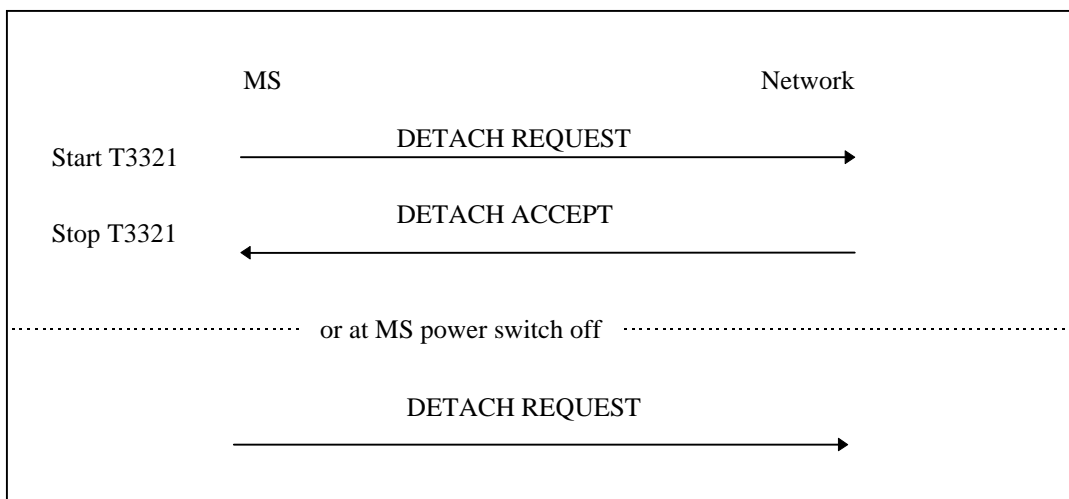 MS Network
Start T3321 DETACH REQUEST
Stop T3321 DETACH ACCEPT
or at MS power switch off
DETACH REQUEST